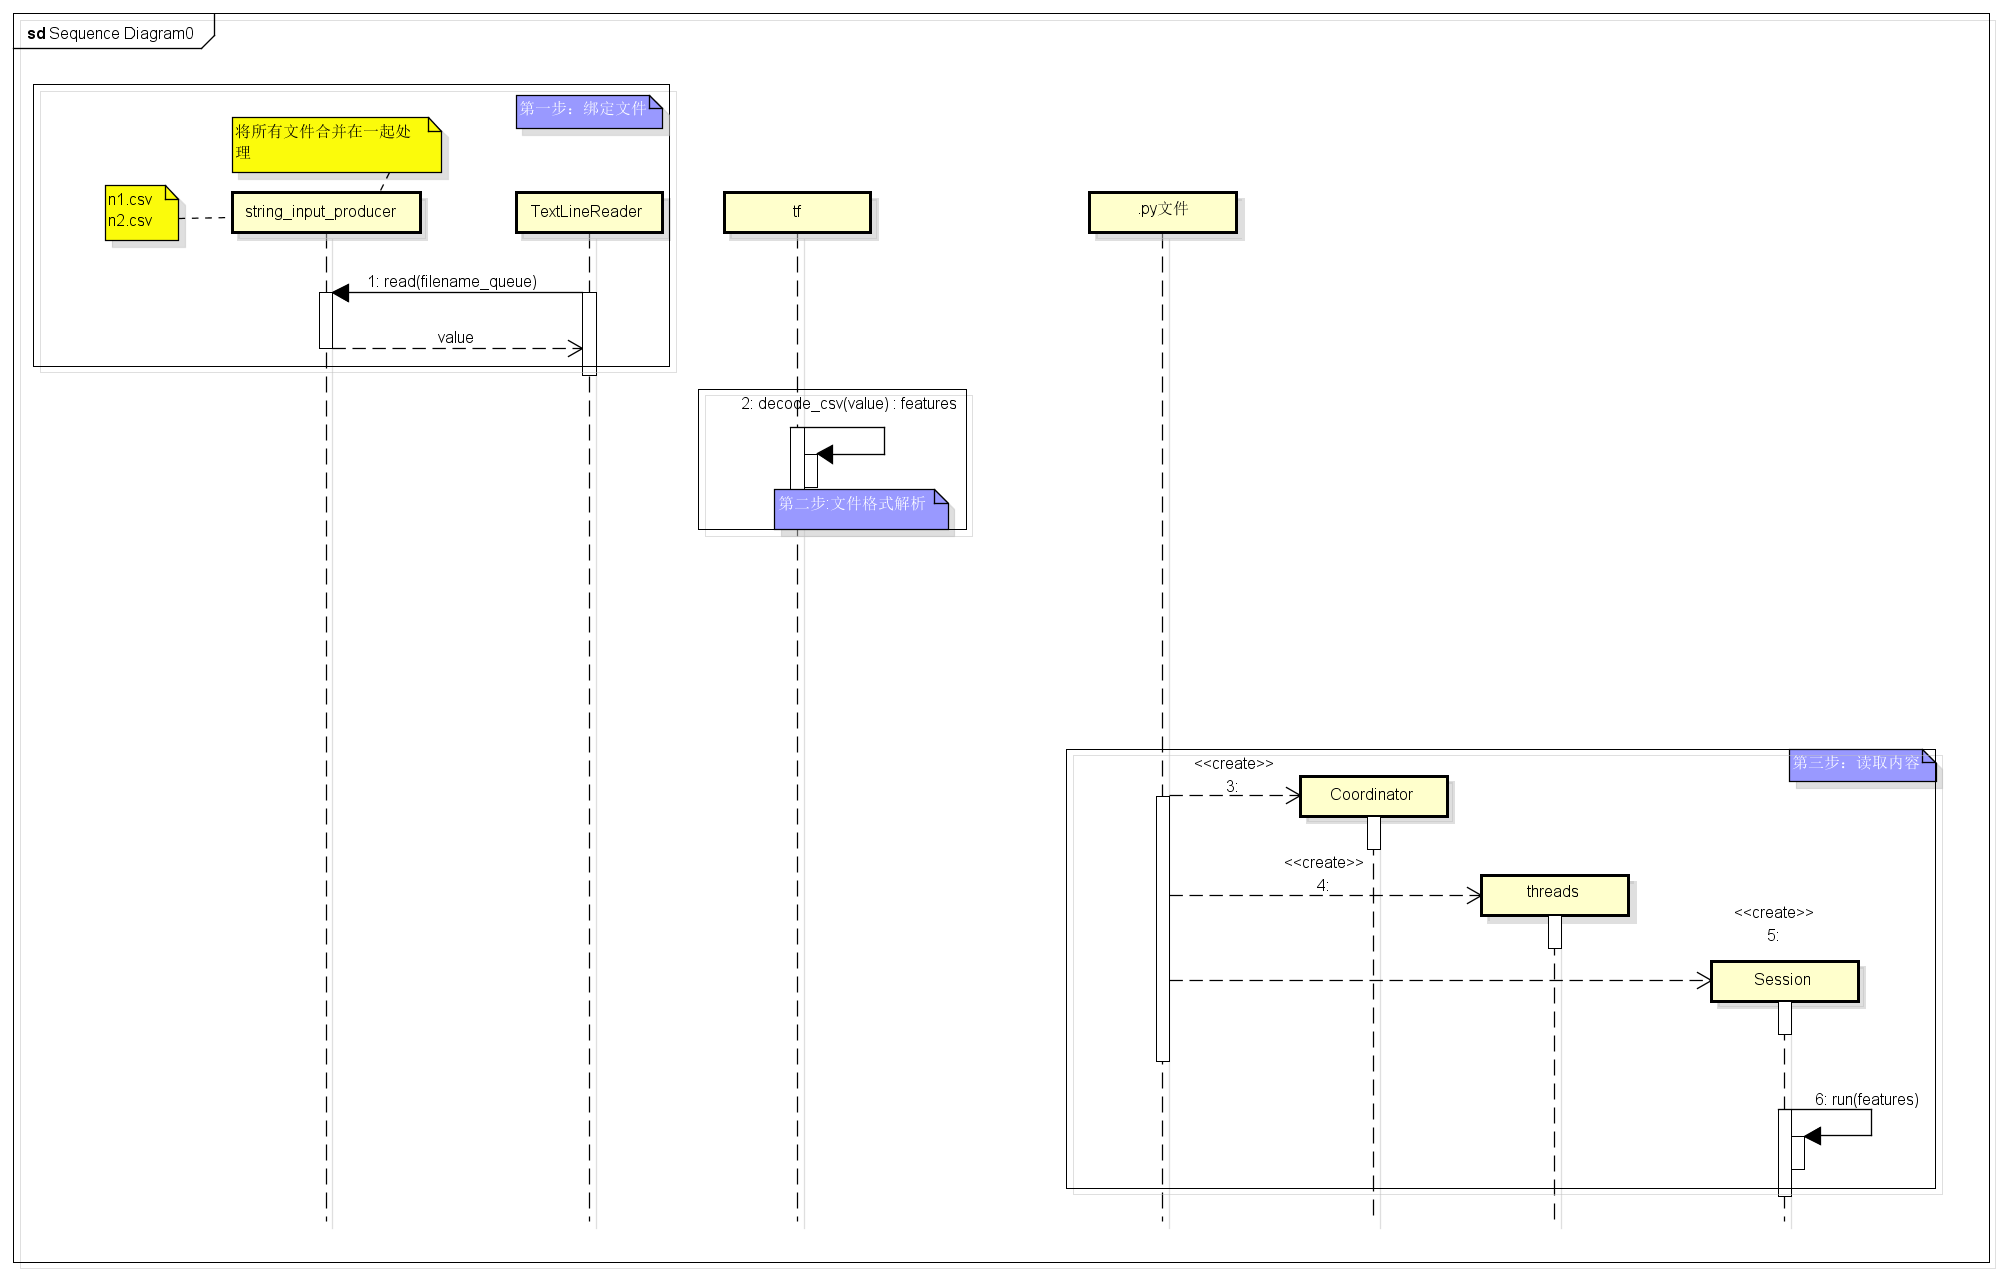 sd Sequence Diagram0
第一步：绑定文件
将所有文件合并在一起处
理
n1.csv
n2.csv
string_input_producer
TextLineReader
tf
.py文件
1: read(filename_queue)
value
2: decode_csv(value) : features
第二步:文件格式解析
第三步：读取内容
<<create>>
3:
Coordinator
<<create>>
4:
threads
<<create>>
5:
Session
6: run(features)